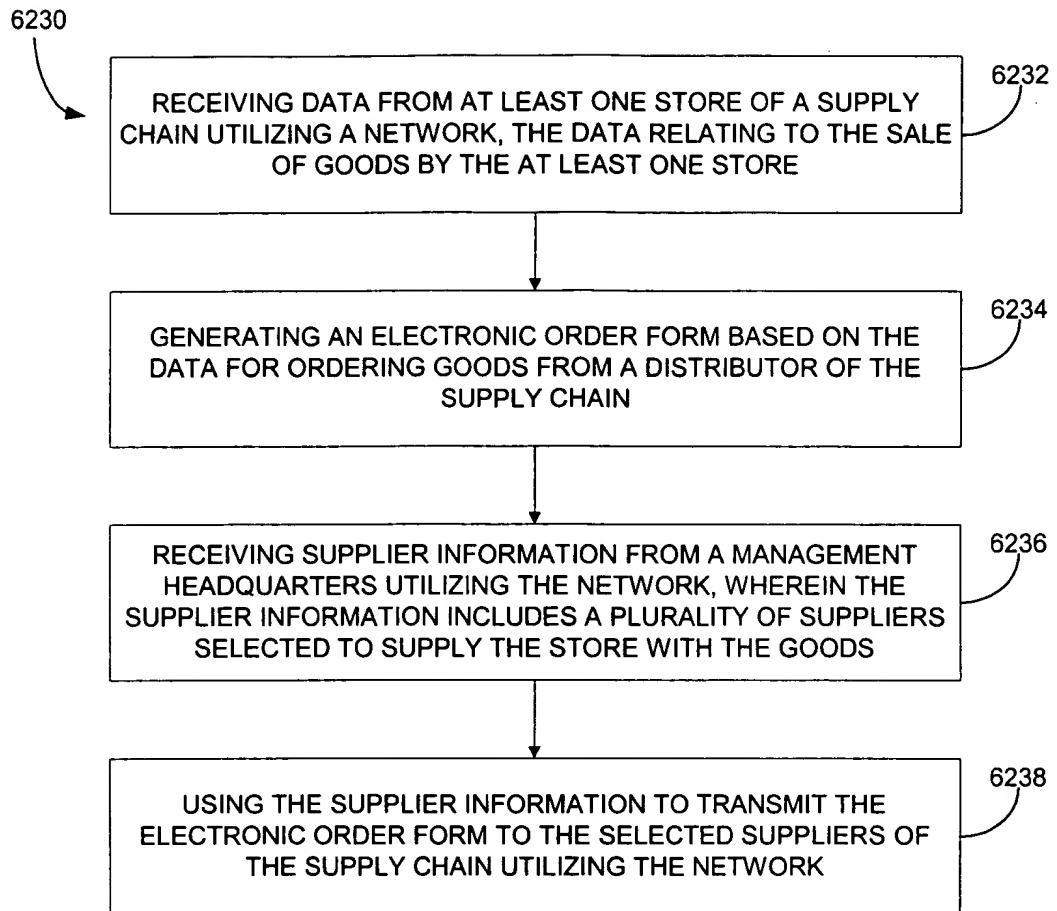 6230
6232
RECEIVING DATA FROM AT LEAST ONE STORE OF A SUPPLY
CHAIN UTILIZING A NETWORK, THE DATA RELATING TO THE SALE
OF GOODS BY THE AT LEAST ONE STORE
6234
GENERATING AN ELECTRONIC ORDER FORM BASED ON THE
DATA FOR ORDERING GOODS FROM A DISTRIBUTOR OF THE
SUPPLY CHAIN
6236
RECEIVING SUPPLIER INFORMATION FROM A MANAGEMENT
HEADQUARTERS UTILIZING THE NETWORK, WHEREIN THE
SUPPLIER INFORMATION INCLUDES A PLURALITY OF SUPPLIERS
SELECTED TO SUPPLY THE STORE WITH THE GOODS
6238
USING THE SUPPLIER INFORMATION TO TRANSMIT THE
ELECTRONIC ORDER FORM TO THE SELECTED SUPPLIERS OF
THE SUPPLY CHAIN UTILIZING THE NETWORK